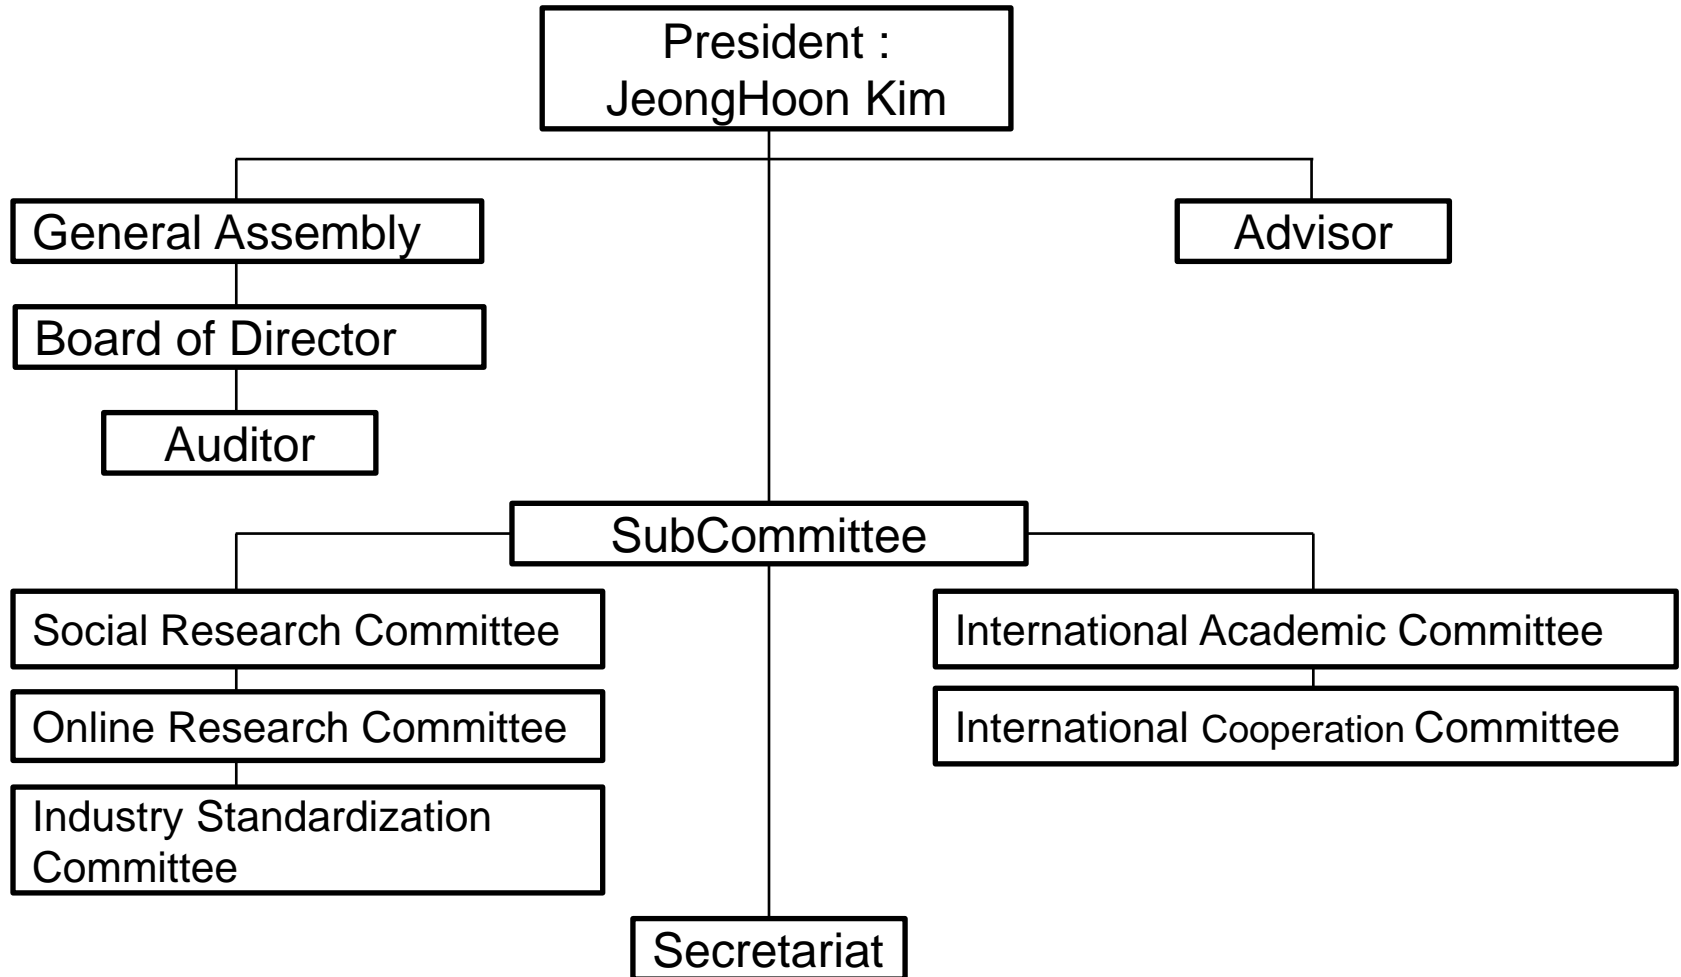 President :
JeongHoon Kim
General Assembly
Advisor
Board of Director
Auditor
SubCommittee
Social Research Committee
International Academic Committee
Online Research Committee
International Cooperation Committee
Industry Standardization
Committee
Secretariat